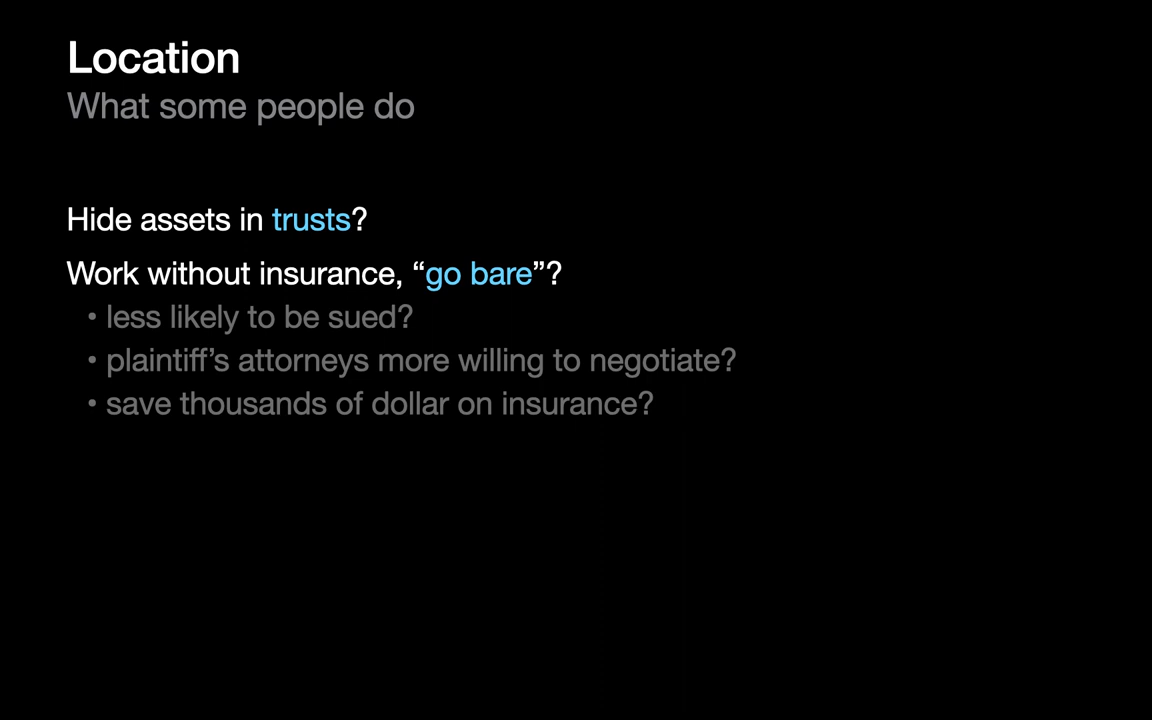 Location
What some people do
Hide assets in trusts?
Work without insurance, “go bare”?
• less likely to be sued?
• plaintiff’s attorneys more willing to negotiate?
• save thousands of dollar on insurance?